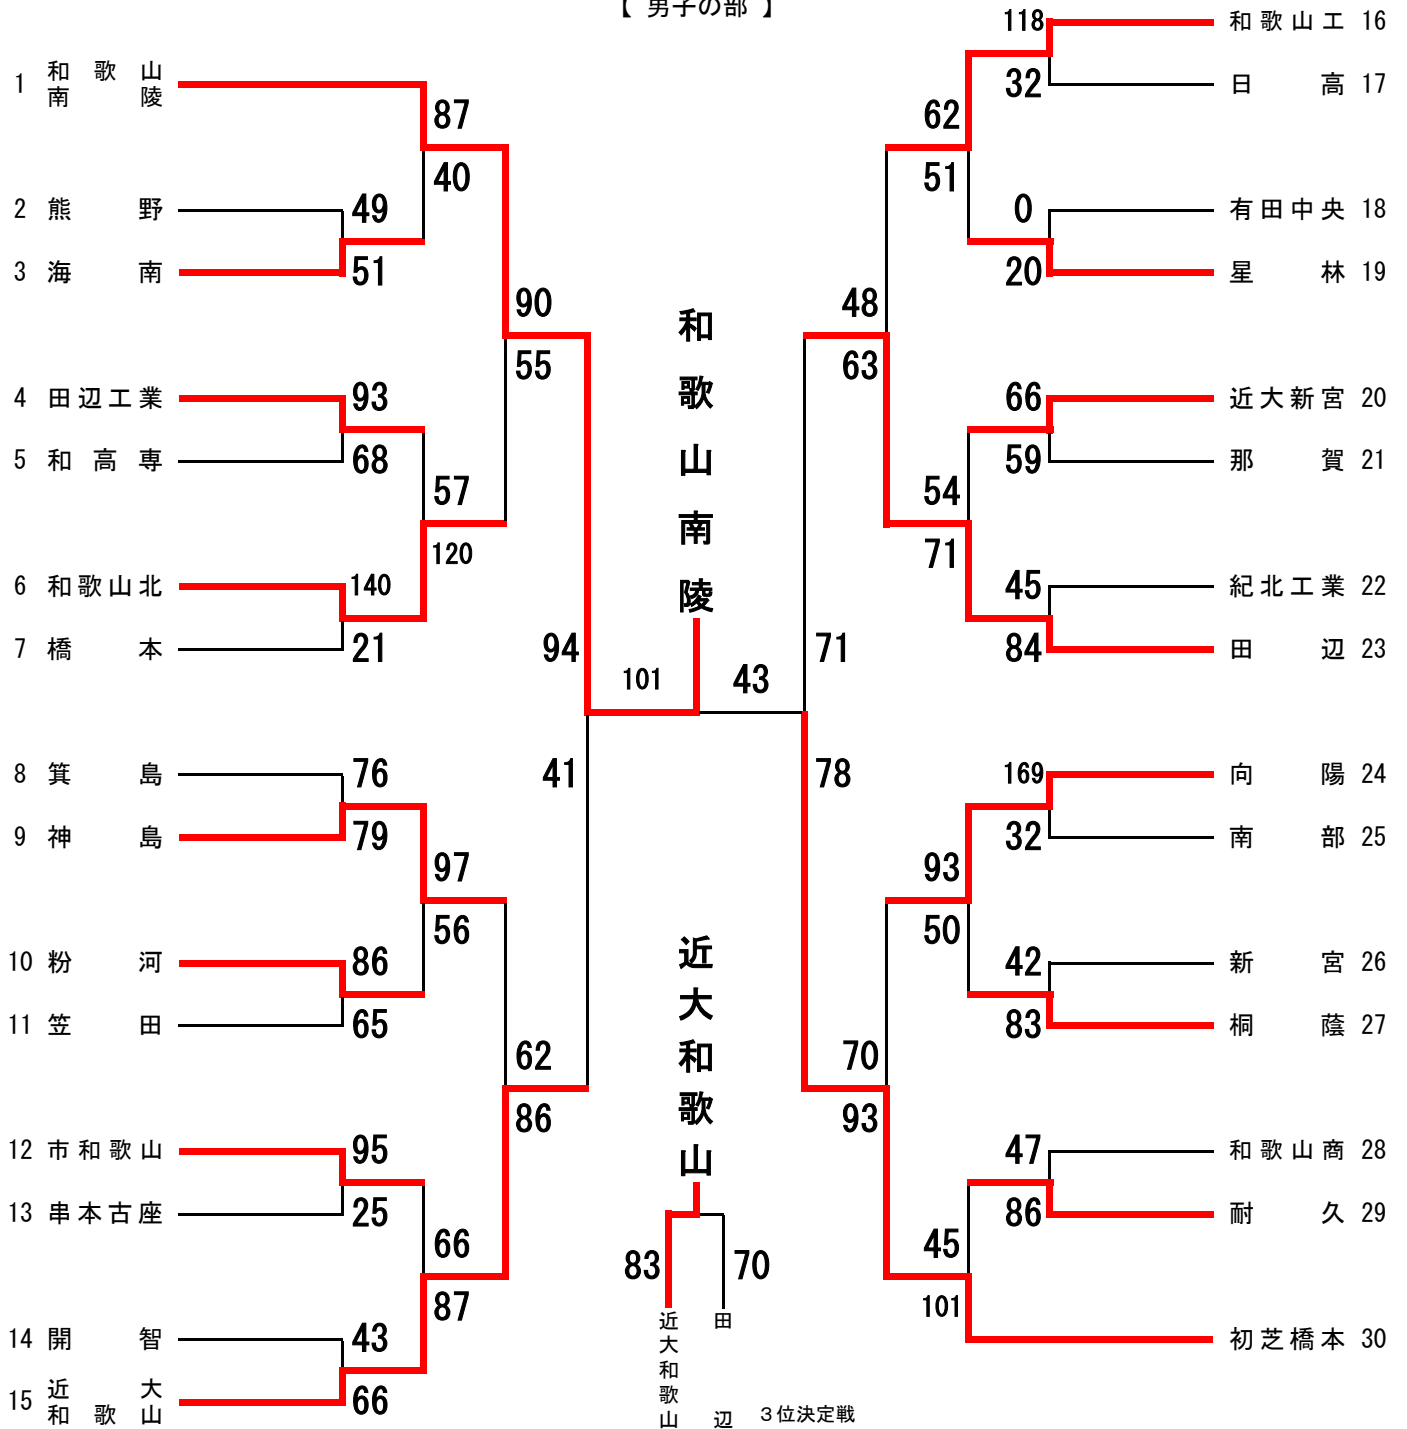 【 男子の部 】
1 和歌山南陵
87
40
2 熊野 49
3 海南 51
90
55
4 田辺工業 93
5 和高専 68
57
120
6 和歌山北 140
7 橋本 21
94
41
8 箕島 76
9 神島 79
97
56
10 粉河 86
11 笠田 65
62
86
12 市和歌山 95
13 串本古座 25
66
87
14 開智 43
15 近大和歌山 66
和歌山南陵
101 43
近大和歌山
83 70
近大和歌山 田辺
3位決定戦
118 和歌山工 16
32 日高 17
62
51
0 有田中央 18
20 星林 19
48
63
66 近大新宮 20
59 那賀 21
54
71
45 紀北工業 22
84 田辺 23
71
78
169 向陽 24
32 南部 25
93
50
42 新宮 26
83 桐蔭 27
70
93
47 和歌山商 28
86 耐久 29
45
101
初芝橋本 30